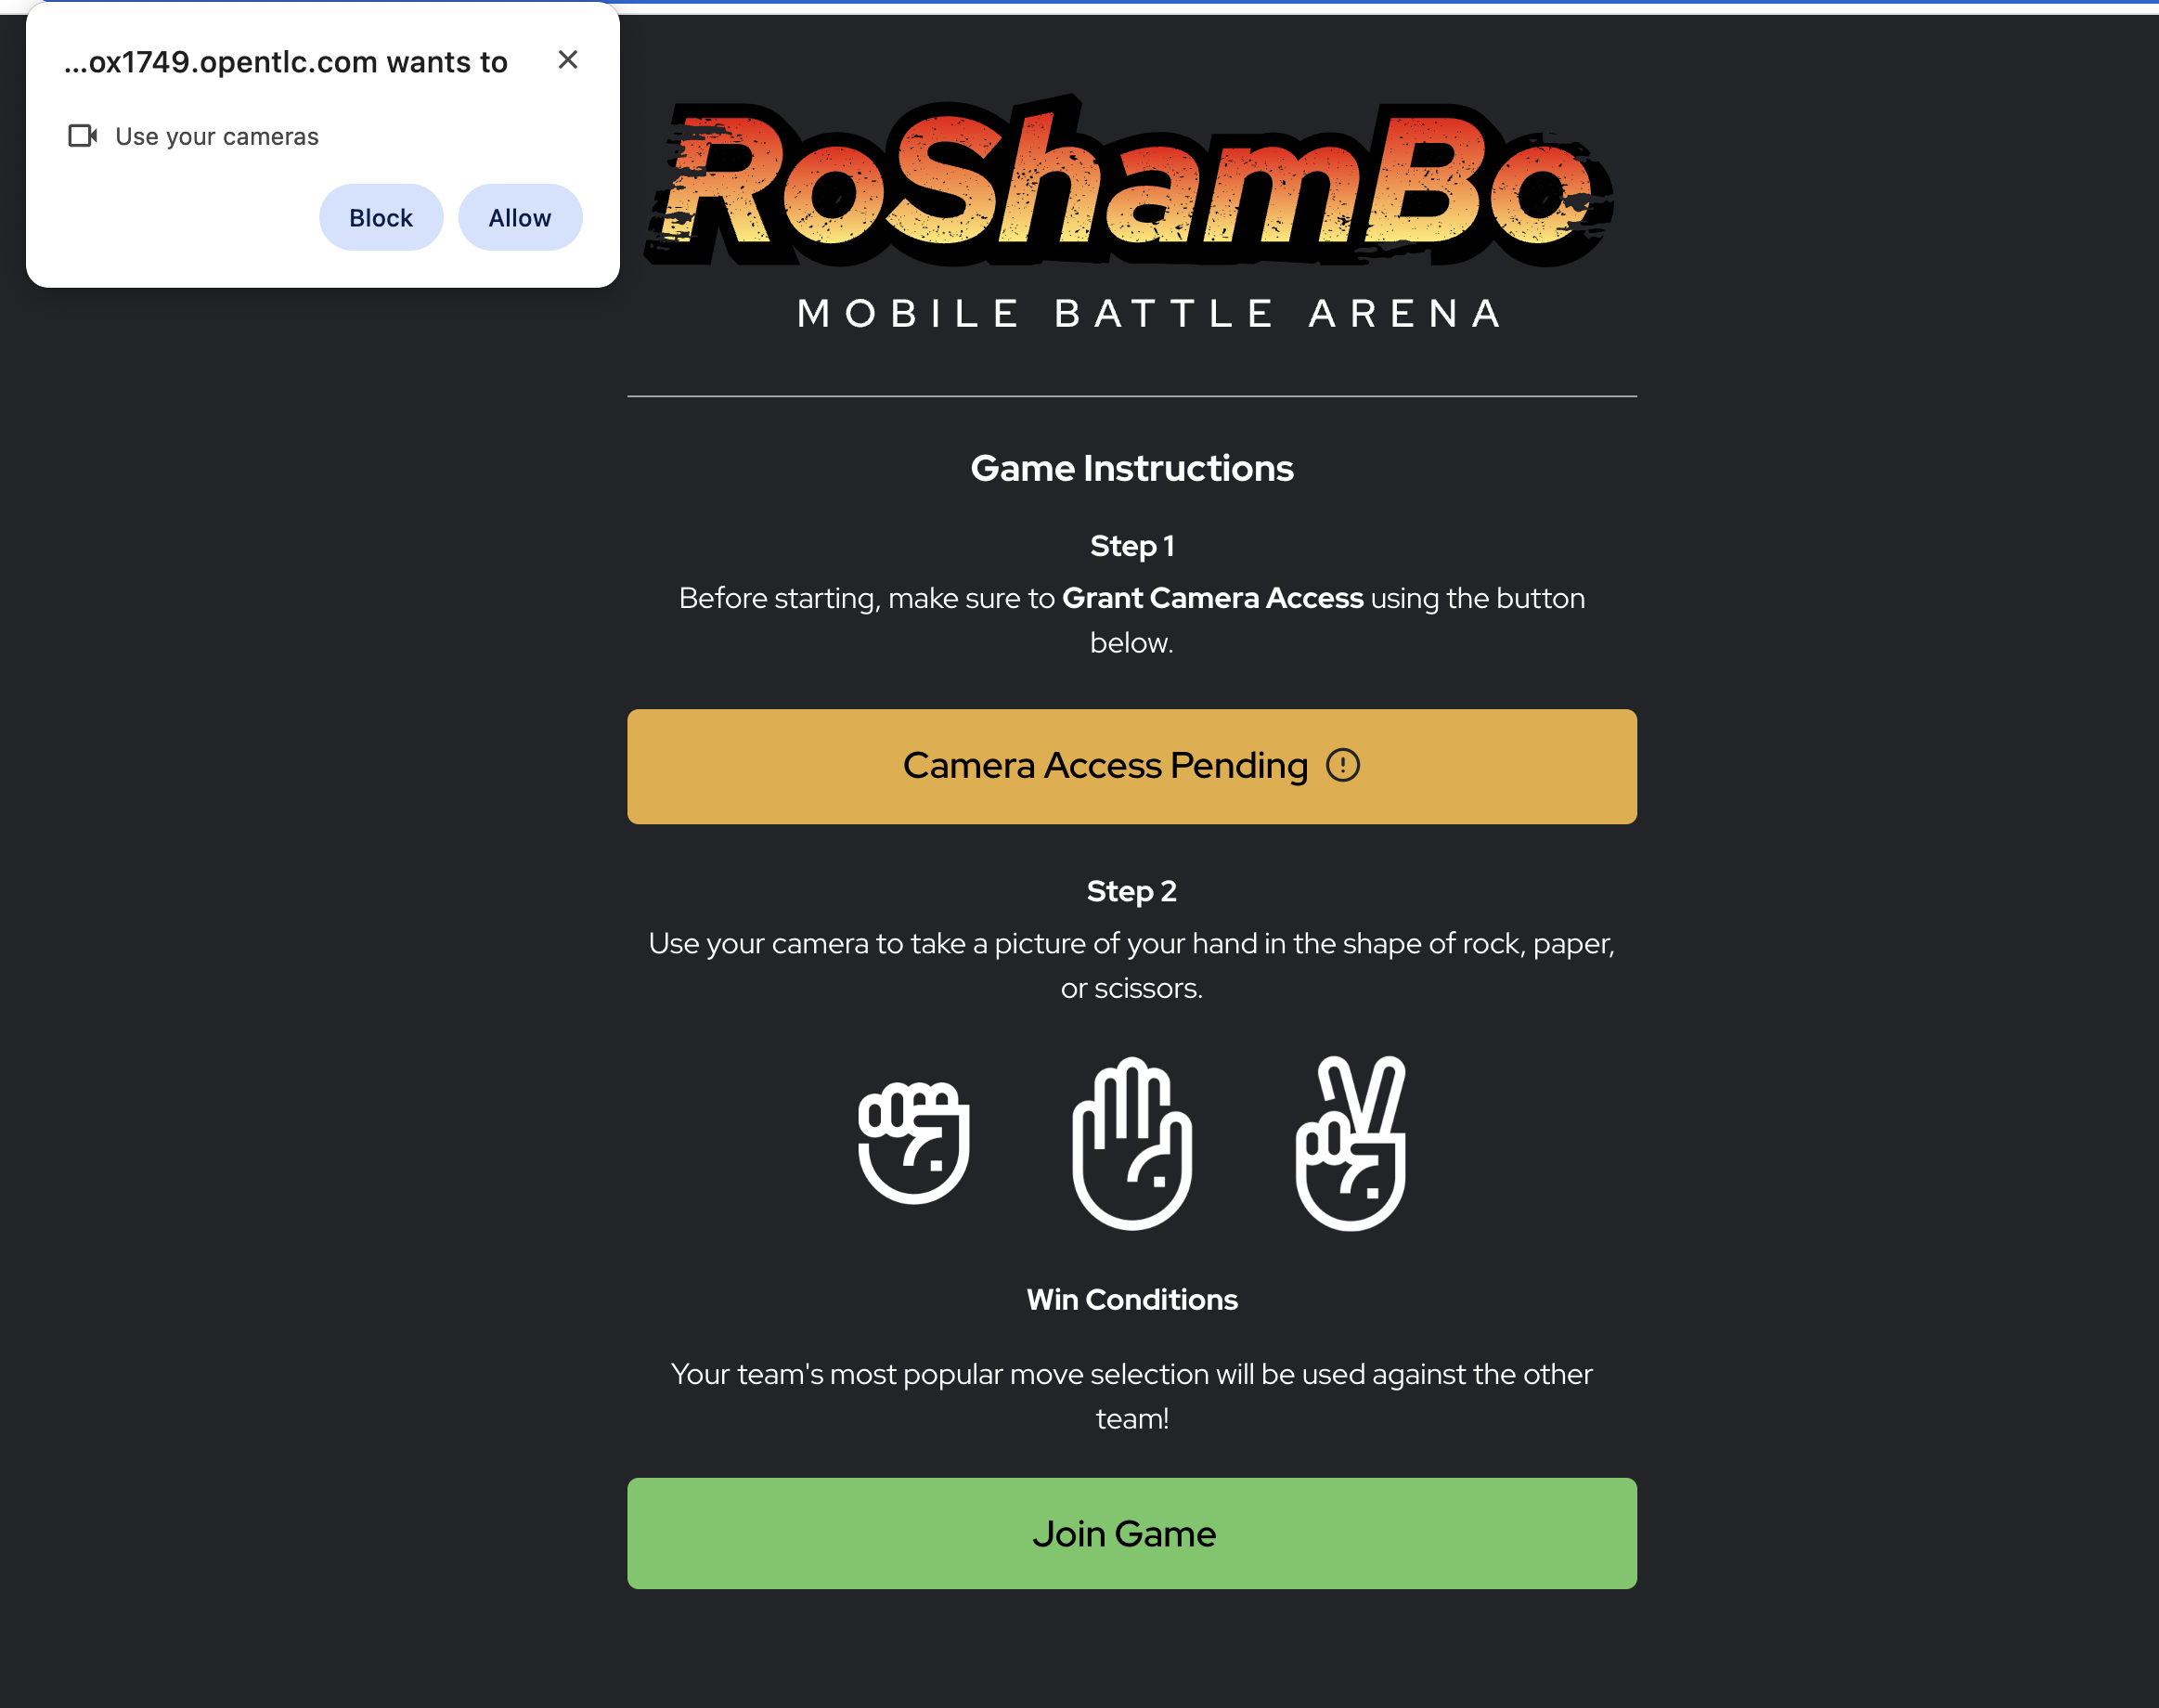 ...ox1749.opentlc.com wants to
Use your cameras
Block
Allow
RoShamBo
MOBILE BATTLE ARENA
Game Instructions
Step 1
Before starting, make sure to Grant Camera Access using the button
below.
Camera Access Pending
Step 2
Use your camera to take a picture of your hand in the shape of rock, paper,
or scissors.
Win Conditions
Your team's most popular move selection will be used against the other
team!
Join Game